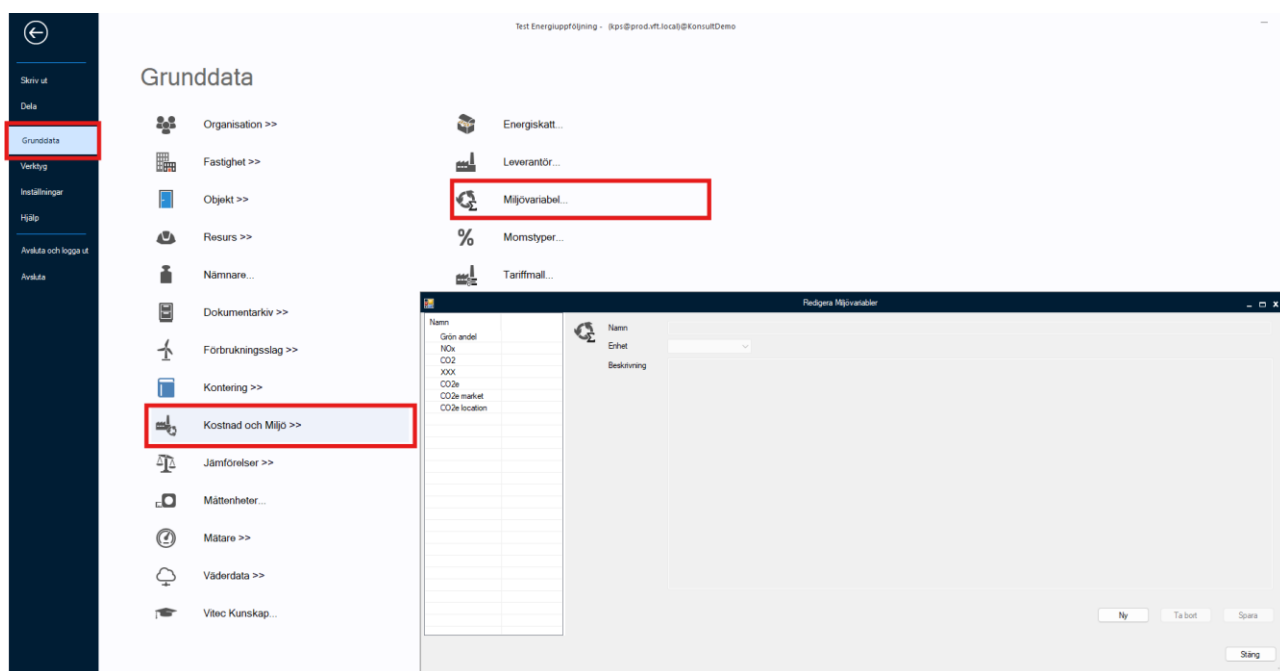 Test Energiuppföljning - (kps@prod.vft.local)@KonsultDemo
Skriv ut
Dela
Grunddata
Verktyg
Inställningar
Hjälp
Avsluta och logga ut
Avsluta
Grunddata
Organisation >>
Fastighet >>
Objekt >>
Resurs >>
Nämnare...
Dokumentarkiv >>
Förbrukningsslag >>
Kontering >>
Kostnad och Miljö >>
Jämförelser >>
Mättenheter...
Mätare >>
Väderdata >>
Vitec Kunskap...
Energiskatt...
Leverantör...
Miljövariabel...
Momstyper...
Tariffmall...
Redigera Miljövariabler
Namn
Grön andel
NOx
CO2
XXX
CO2e
CO2e market
CO2e location
Namn
Enhet
Beskrivning
Ny
Ta bort
Spara
Stäng